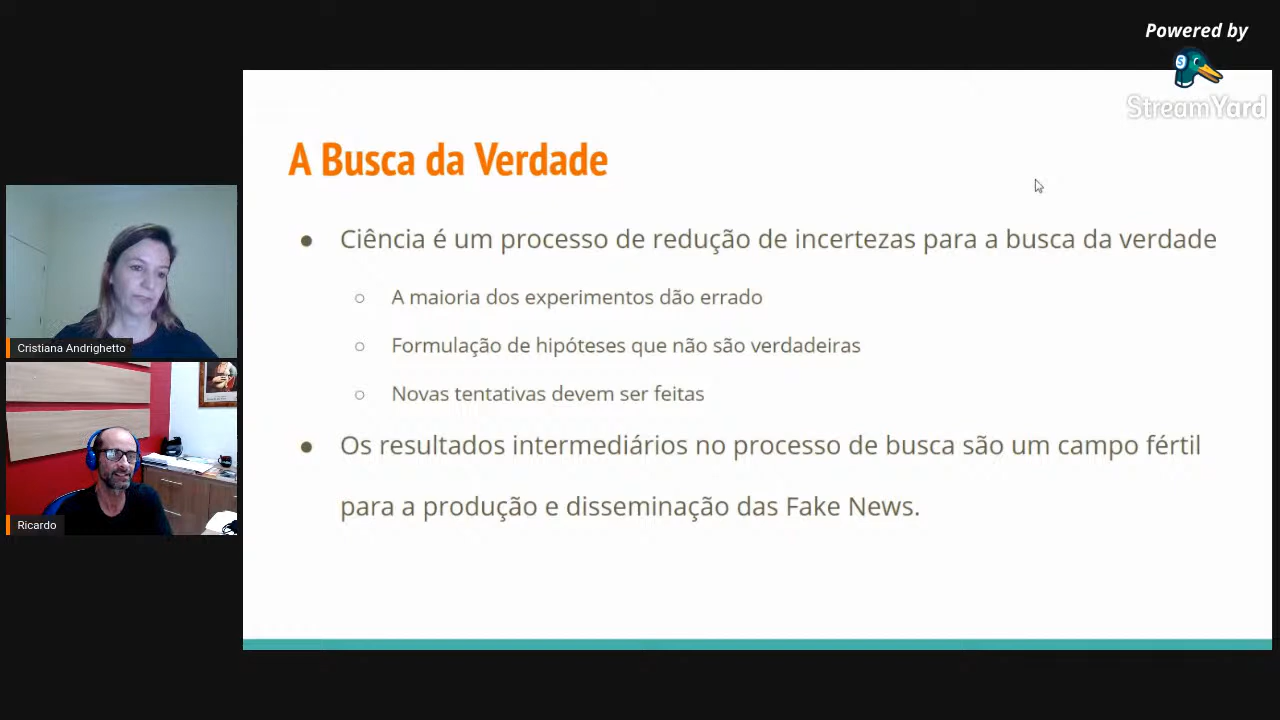 Powered by
StreamYard
A Busca da Verdade
● Ciência é um processo de redução de incertezas para a busca da verdade
○ A maioria dos experimentos dão errado
○ Formulação de hipóteses que não são verdadeiras
○ Novas tentativas devem ser feitas
● Os resultados intermediários no processo de busca são um campo fértil
para a produção e disseminação das Fake News.
Cristiana Andrighetto
Ricardo